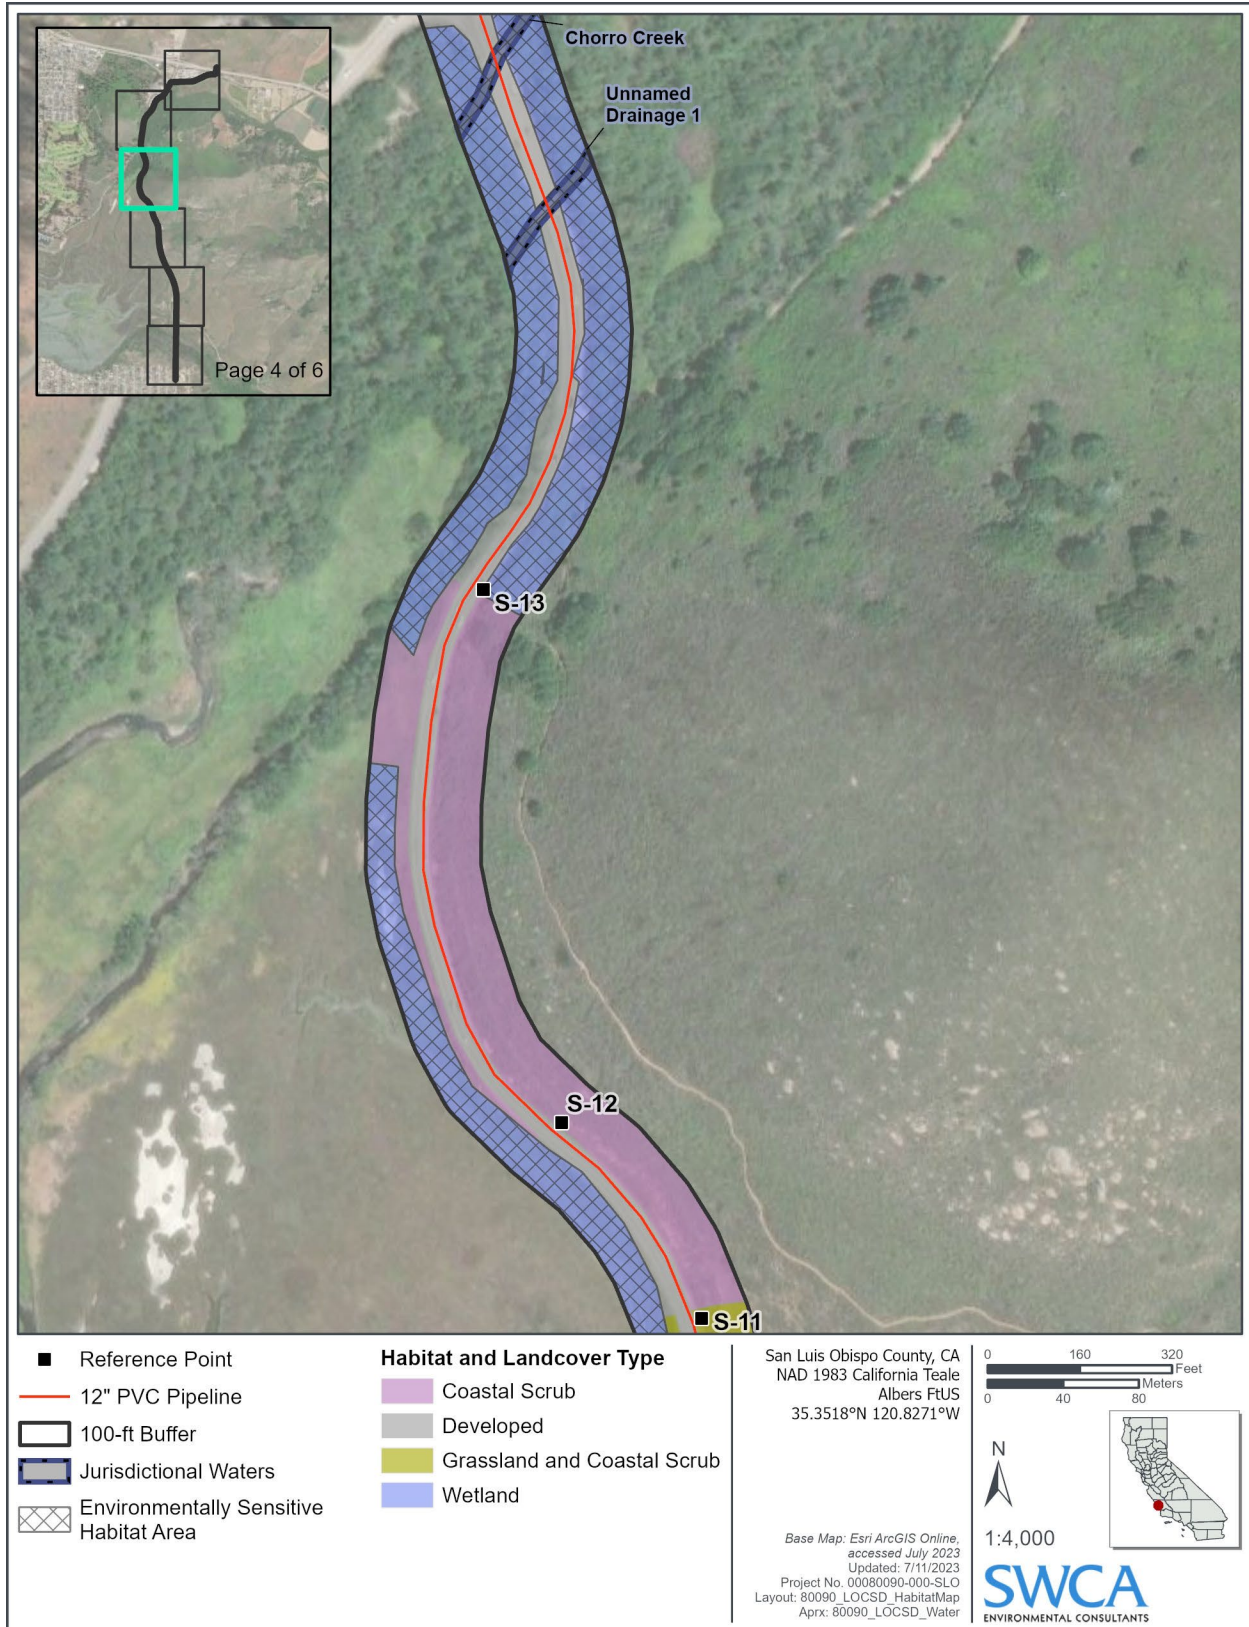 Chorro Creek
Unnamed
Drainage 1
Page 4 of 6
S-13
S-12
S-11
Reference Point
12" PVC Pipeline
100-ft Buffer
Jurisdictional Waters
Environmentally Sensitive
Habitat Area
Habitat and Landcover Type
Coastal Scrub
Developed
Grassland and Coastal Scrub
Wetland
San Luis Obispo County, CA
NAD 1983 California Teale
Albers FtUS
35.3518°N 120.8271°W
Base Map: Esri ArcGIS Online,
accessed July 2023
Updated: 7/11/2023
Project No. 00080090-000-SLO
Layout: 80090_LOCSD_HabitatMap
Aprx: 80090_LOCSD_Water
0 160 320
Feet
Meters
0 40 80
N
1:4,000
SWCA
ENVIRONMENTAL CONSULTANTS